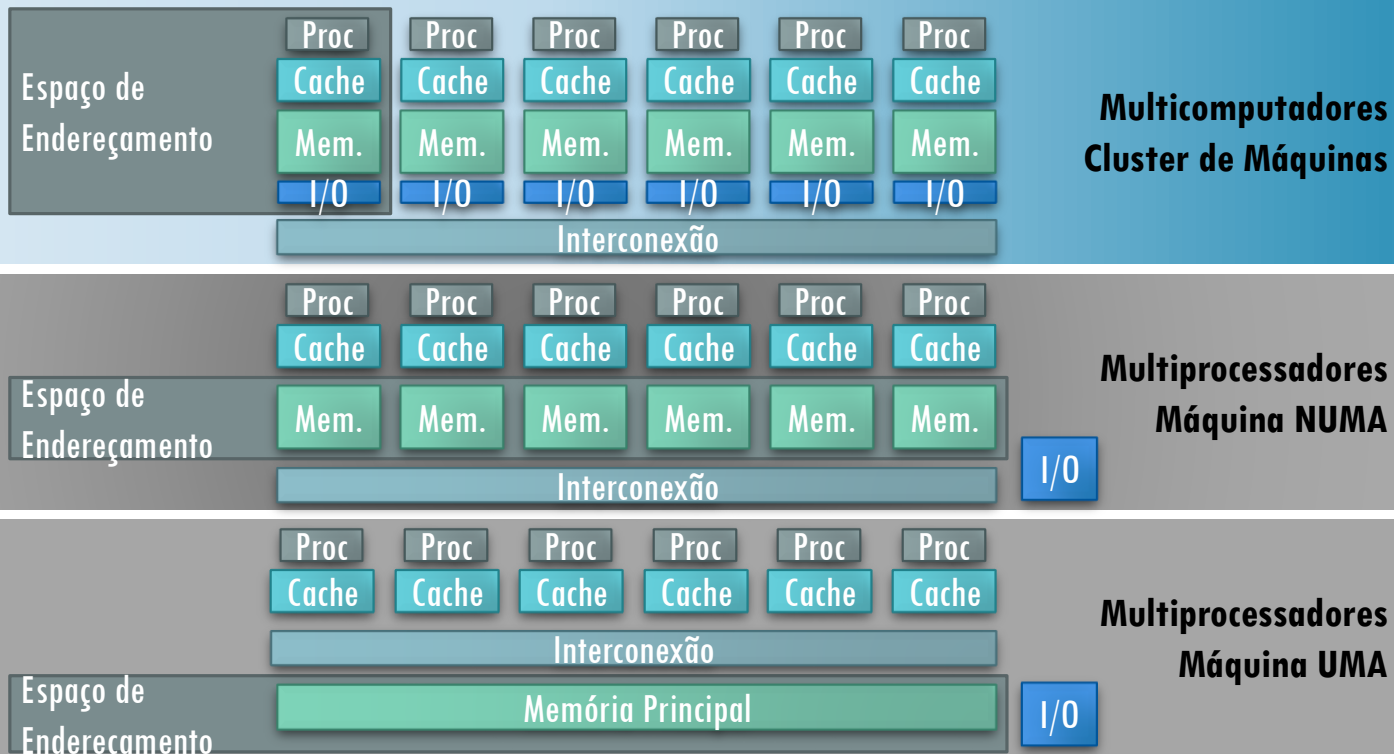 Proc Proc Proc Proc Proc Proc
Cache Cache Cache Cache Cache Cache
Espaço de
Endereçamento
Mem. Mem. Mem. Mem. Mem. Mem.
I/O I/O I/O I/O I/O I/O
Interconexão
Multicomputadores
Cluster de Máquinas
Proc Proc Proc Proc Proc Proc
Cache Cache Cache Cache Cache Cache
Espaço de
Endereçamento
Mem. Mem. Mem. Mem. Mem. Mem.
Interconexão
I/O
Multiprocessadores
Máquina NUMA
Proc Proc Proc Proc Proc Proc
Cache Cache Cache Cache Cache Cache
Interconexão
Espaço de
Endereçamento
Memória Principal
I/O
Multiprocessadores
Máquina UMA